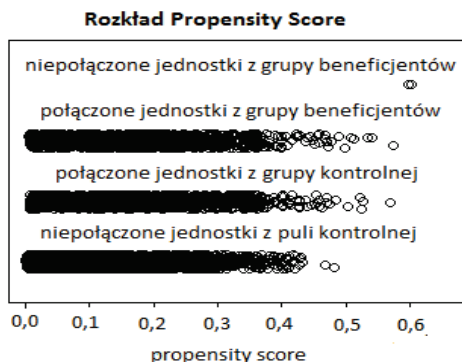 Rozkład Propensity Score
niepołączone jednostki z grupy beneficjentów
połączone jednostki z grupy beneficjentów
połączone jednostki z grupy kontrolnej
niepołączone jednostki z puli kontrolnej
0,0 0,1 0,2 0,3 0,4 0,5 0,6
propensity score